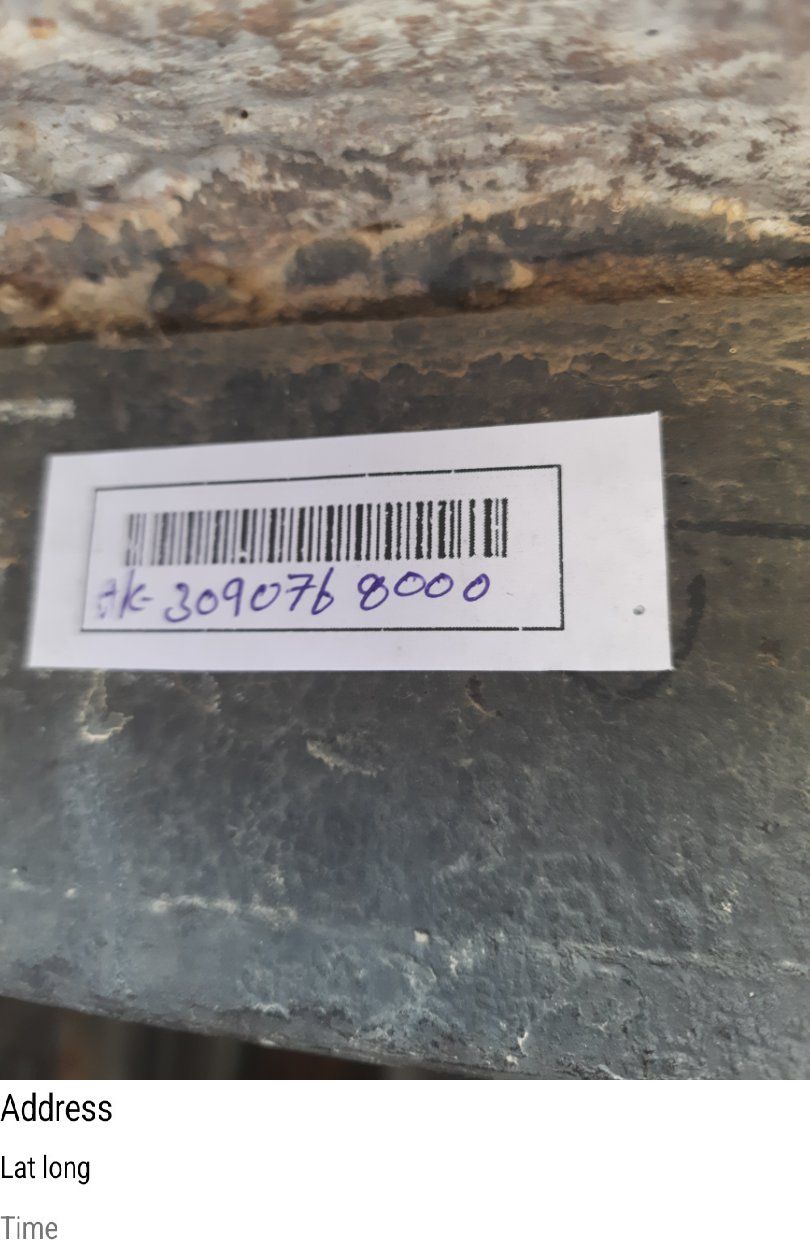 AK-3090768000
Address
Lat long
Time